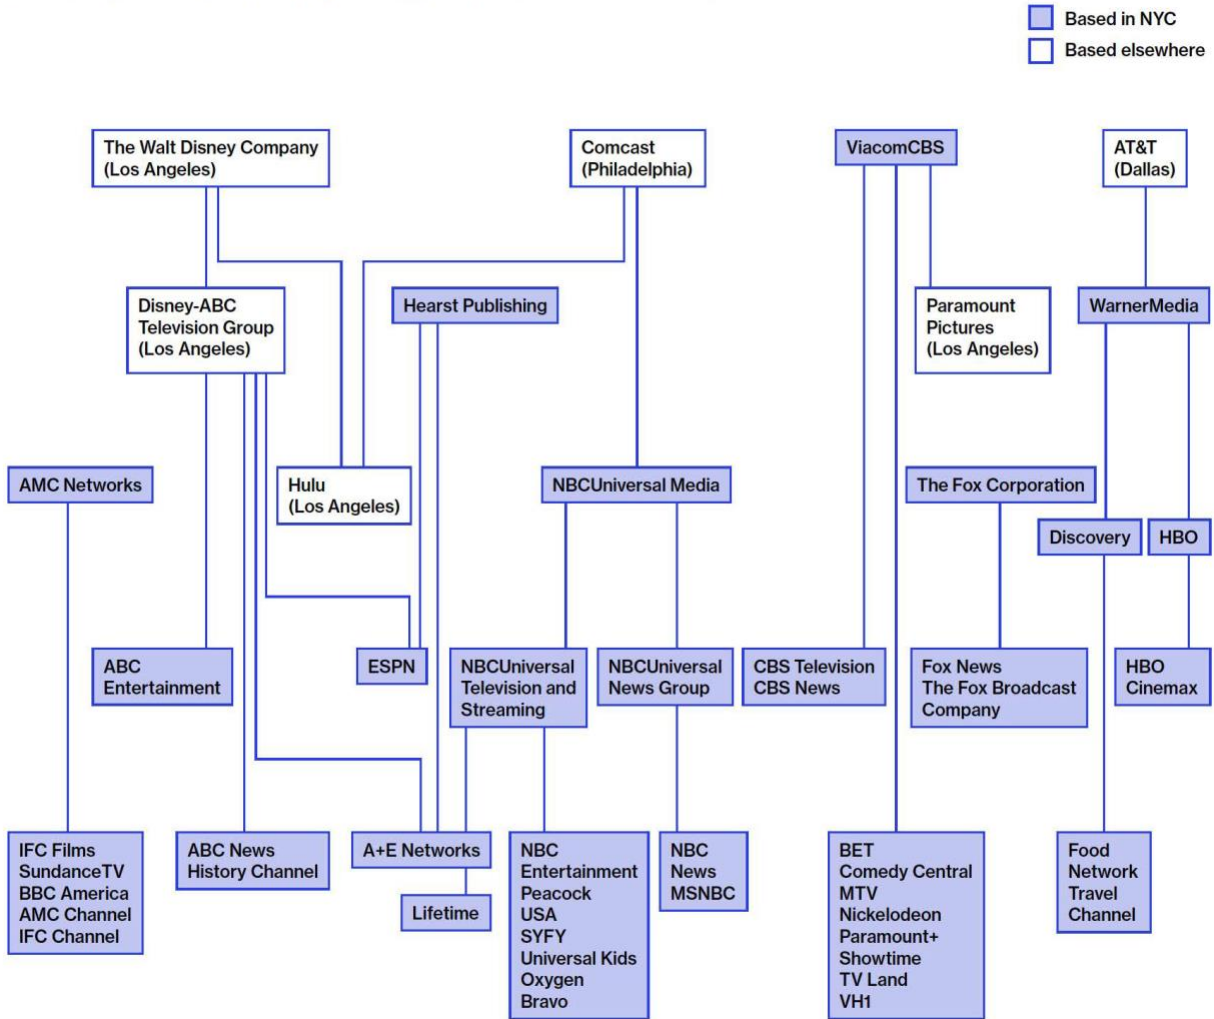 Based in NYC
Based elsewhere
The Walt Disney Company
(Los Angeles)
Comcast
(Philadelphia)
ViacomCBS
AT&T
(Dallas)
Disney-ABC
Television Group
(Los Angeles)
Hearst Publishing
Paramount
Pictures
(Los Angeles)
WarnerMedia
AMC Networks
Hulu
(Los Angeles)
NBCUniversal Media
The Fox Corporation
Discovery
HBO
ABC
Entertainment
ESPN
NBCUniversal
Television and
Streaming
NBCUniversal
News Group
CBS Television
CBS News
Fox News
The Fox Broadcast
Company
HBO
Cinemax
IFC Films
SundanceTV
BBC America
AMC Channel
IFC Channel
ABC News
History Channel
A+E Networks
Lifetime
NBC
Entertainment
Peacock
USA
SYFY
Universal Kids
Oxygen
Bravo
NBC
News
MSNBC
BET
Comedy Central
MTV
Nickelodeon
Paramount+
Showtime
TV Land
VH1
Food
Network
Travel
Channel